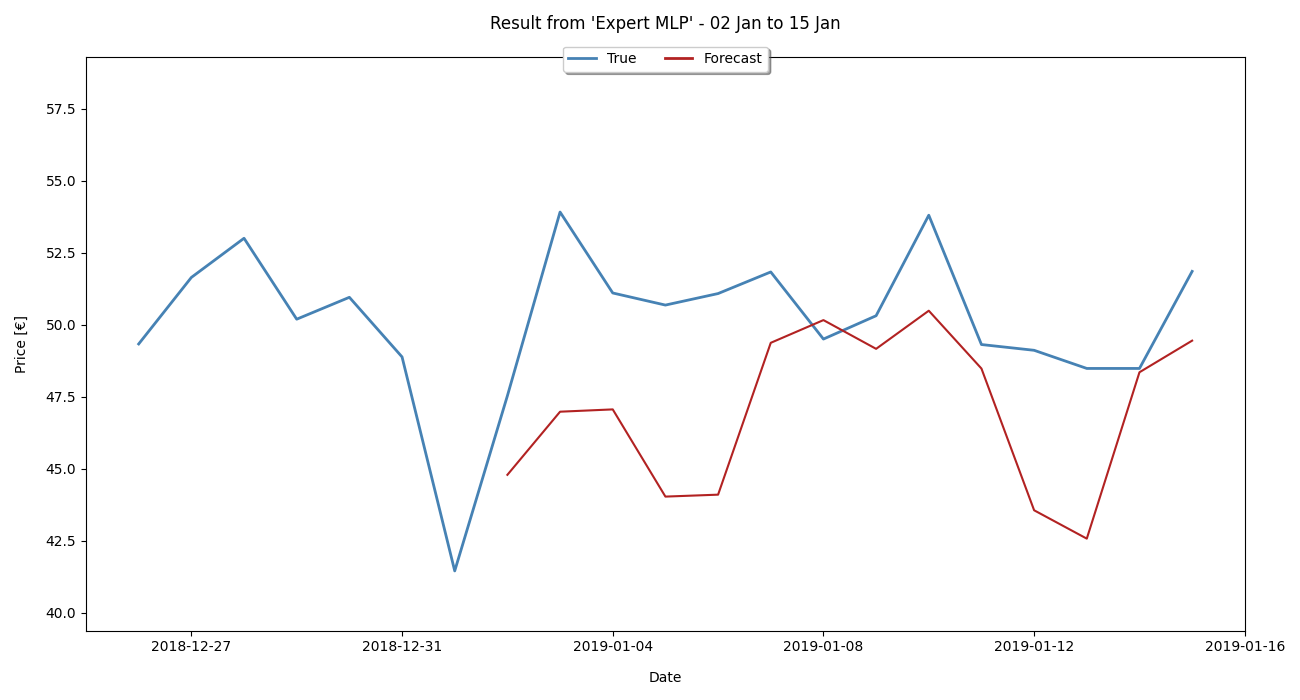 Result from 'Expert MLP' - 02 Jan to 15 Jan
True Forecast
57.5
55.0
52.5
50.0
47.5
45.0
42.5
40.0
Price [€]
2018-12-27 2018-12-31 2019-01-04 2019-01-08 2019-01-12 2019-01-16
Date